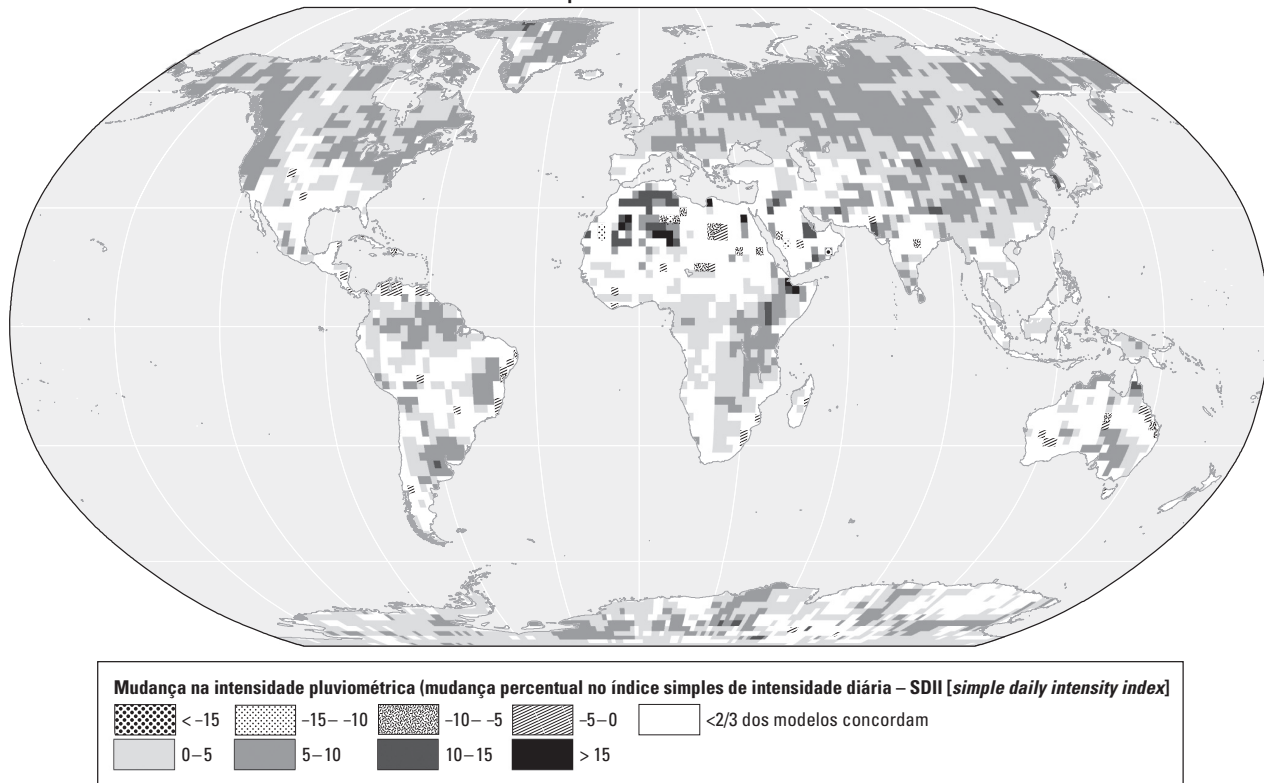 Mudança na intensidade pluviométrica (mudança percentual no índice simples de intensidade diária – SDII [simple daily intensity index]
< -15 -15– -10 -10– -5 -5–0 <2/3 dos modelos concordam
0–5 5–10 10–15 > 15